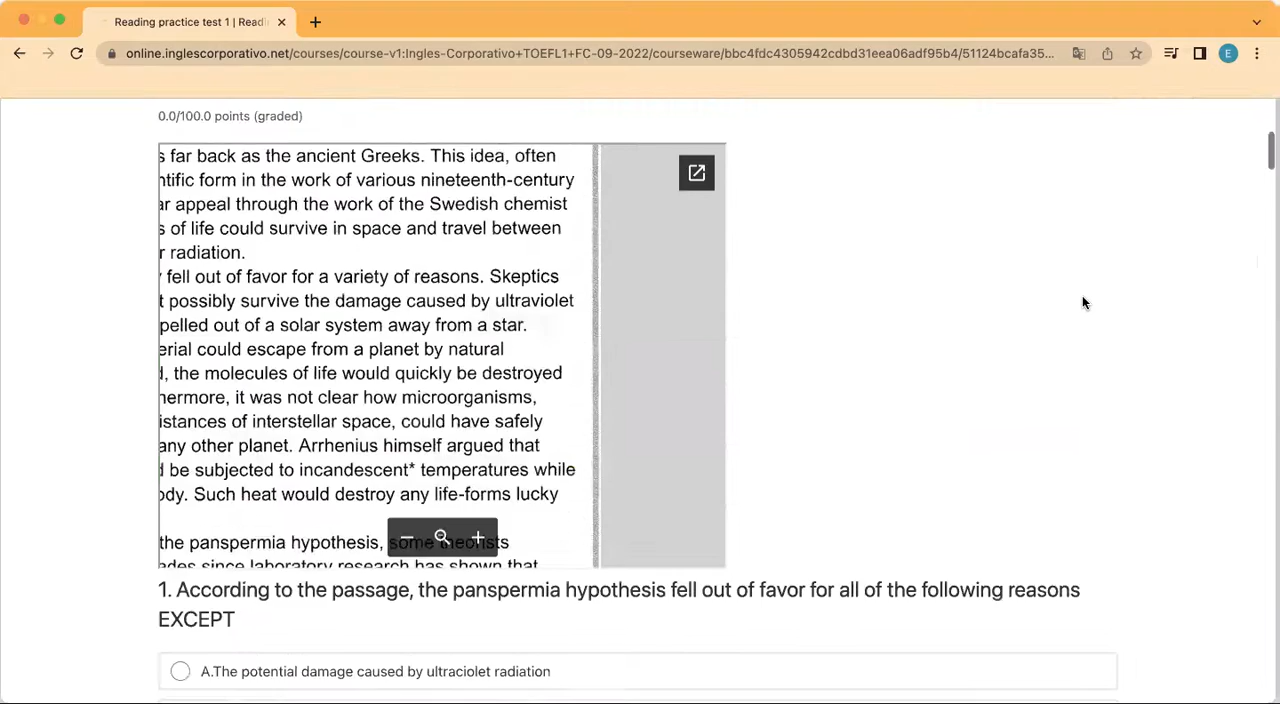 Reading practice test 1 | Readi
online.inglescorporativo.net/courses/course-v1:Ingles-Corporativo+TOEFL1+FC-09-2022/courseware/bbc4fdc4305942cdbd31eea06adf95b4/51124bcafa35...
E
0.0/100.0 points (graded)
s far back as the ancient Greeks. This idea, often
ntific form in the work of various nineteenth-century
ar appeal through the work of the Swedish chemist
s of life could survive in space and travel between
r radiation.
fell out of favor for a variety of reasons. Skeptics
t possibly survive the damage caused by ultraviolet
pelled out of a solar system away from a star.
erial could escape from a planet by natural
d, the molecules of life would quickly be destroyed
hermore, it was not clear how microorganisms,
istances of interstellar space, could have safely
any other planet. Arrhenius himself argued that
d be subjected to incandescent* temperatures while
ody. Such heat would destroy any life-forms lucky
the panspermia hypothesis, some theorists
ades since laboratory research has shown that
1. According to the passage, the panspermia hypothesis fell out of favor for all of the following reasons
EXCEPT
A.The potential damage caused by ultraciolet radiation